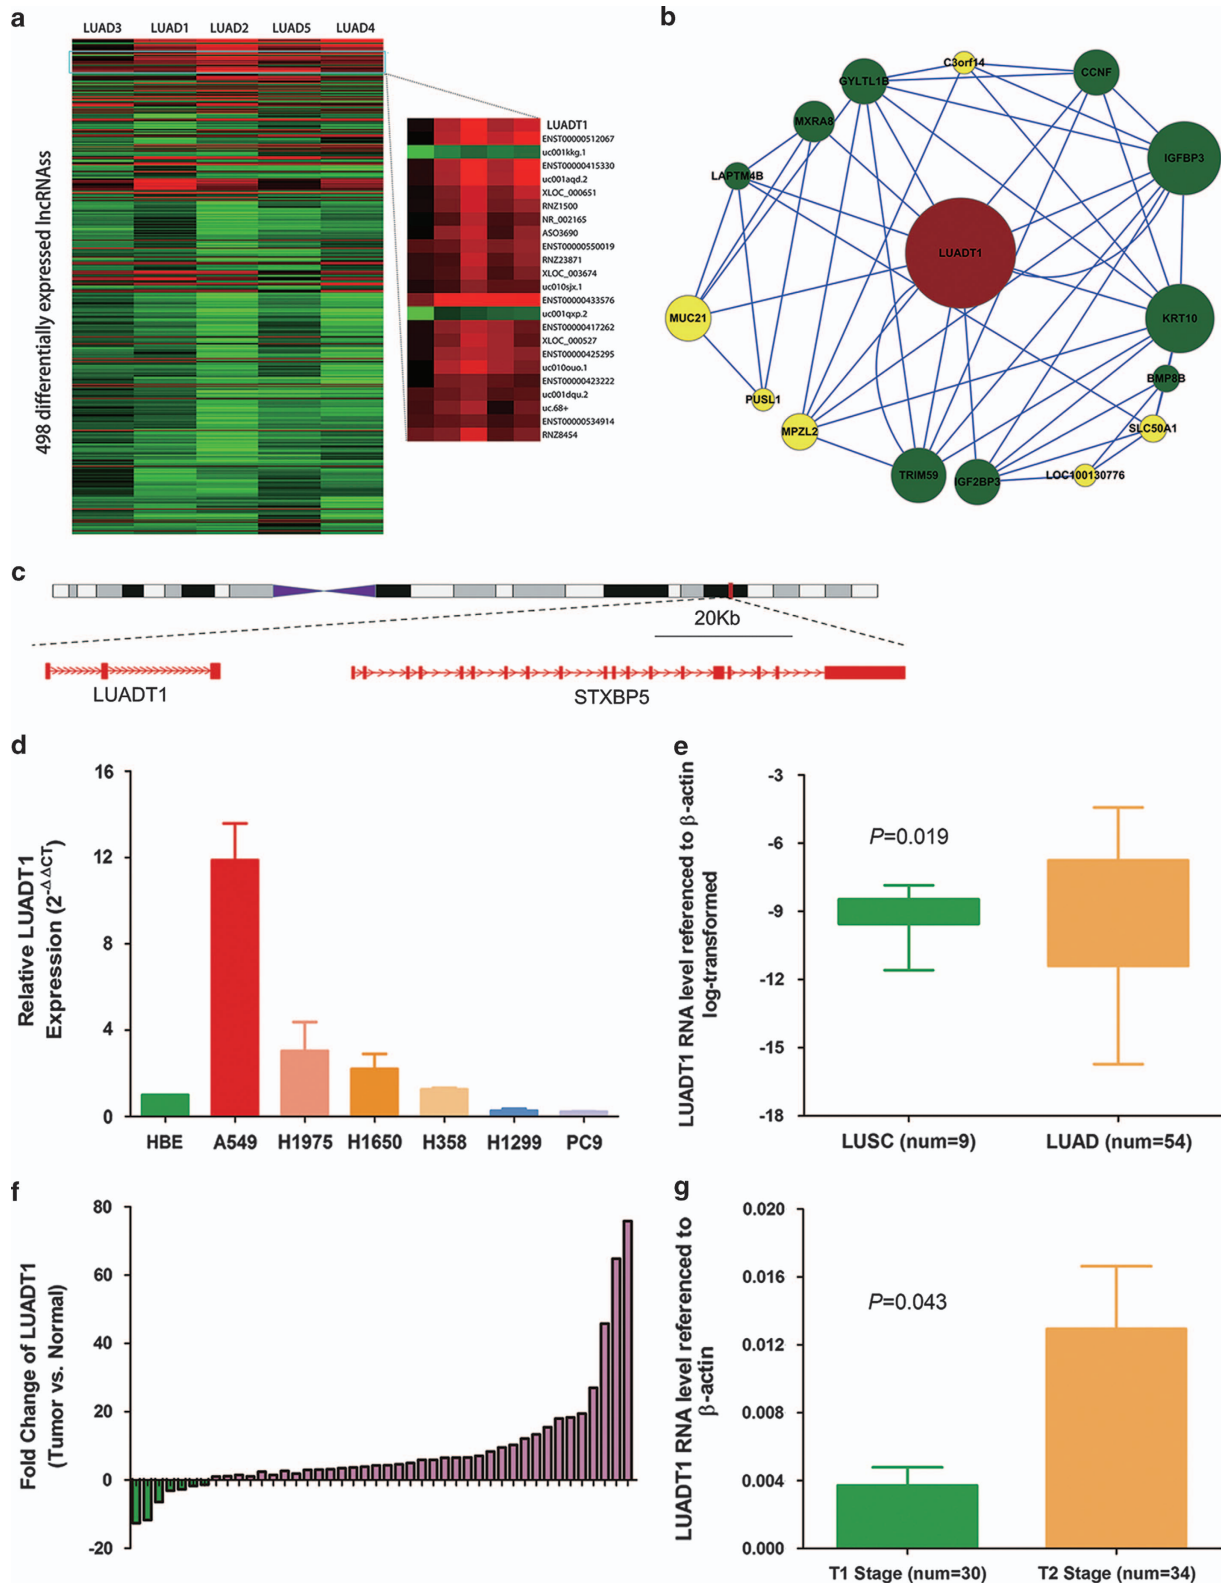 a
LUAD3 LUAD1 LUAD2 LUAD5 LUAD4
498 differentially expressed lncRNAss
LUADT1
ENST00000512067
uc001kkg.1
ENST00000415330
uc001aqd.2
XLOC_000651
RNZ1500
NR_002165
ASO3690
ENST00000550019
RNZ23871
XLOC_003674
uc010sjx.1
ENST00000433576
uc001qxp.2
ENST00000417262
XLOC_000527
ENST00000425295
uc010ouo.1
ENST00000423222
uc001dqu.2
uc.68+
ENST00000534914
RNZ8454
b
C3orf14
GYLTL1B
CCNF
MXRA8
IGFBP3
LAPTM4B
LUADT1
MUC21
KRT10
BMP8B
PUSL1
MPZL2
SLC50A1
TRIM59
IGF2BP3
LOC100130776
c
20Kb
LUADT1
STXBP5
d
Relative LUADT1
Expression (2^-ΔΔCT)
16
12
8
4
0
HBE A549 H1975 H1650 H358 H1299 PC9
e
LUADT1 RNA level referenced to β-actin
log-transformed
-3
-6
-9
-12
-15
-18
P=0.019
LUSC (num=9) LUAD (num=54)
f
Fold Change of LUADT1
(Tumor vs. Normal)
80
60
40
20
0
-20
g
LUADT1 RNA level referenced to
β-actin
0.020
0.016
0.012
0.008
0.004
0.000
P=0.043
T1 Stage (num=30) T2 Stage (num=34)